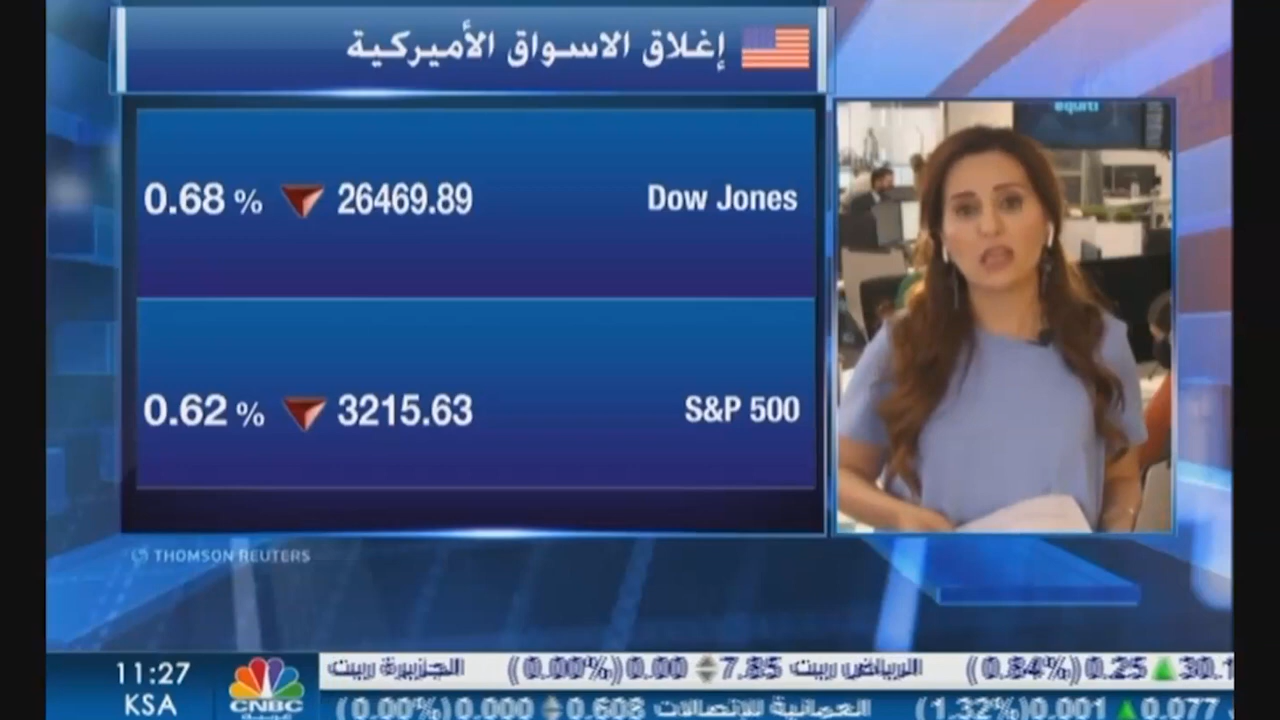 إغلاق الاسواق الأميركية
equiti
Dow Jones 26469.89 0.68 %
S&P 500 3215.63 0.62 %
THOMSON REUTERS
11:27
KSA
CNBC
عربية
30.1 0.25 (0.84%) الرياض ريت 7.85 0.00 (0.00%) الجزيرة ريت
0.077 0.001 (1.32%) العمانية للاتصالات 0.608 0.000 (0.00%)